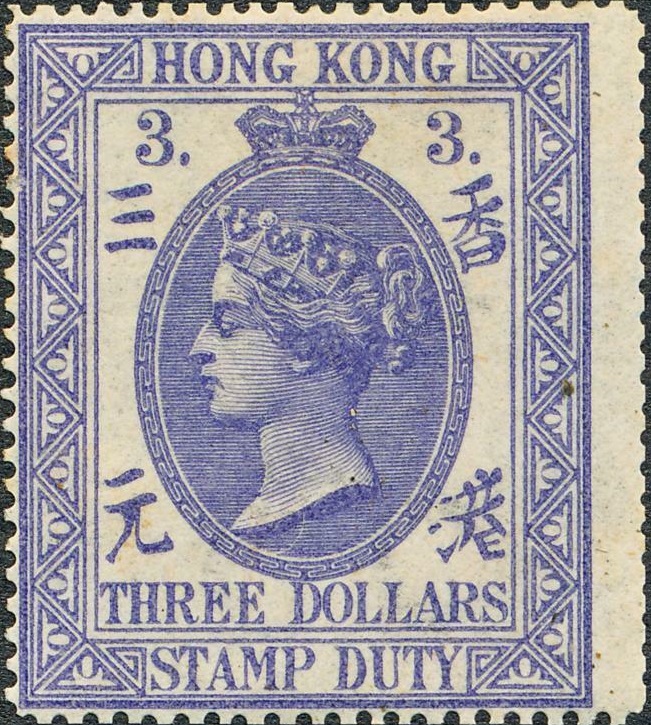 HONG KONG
3. 3.
三 香
元 港
THREE DOLLARS
STAMP DUTY